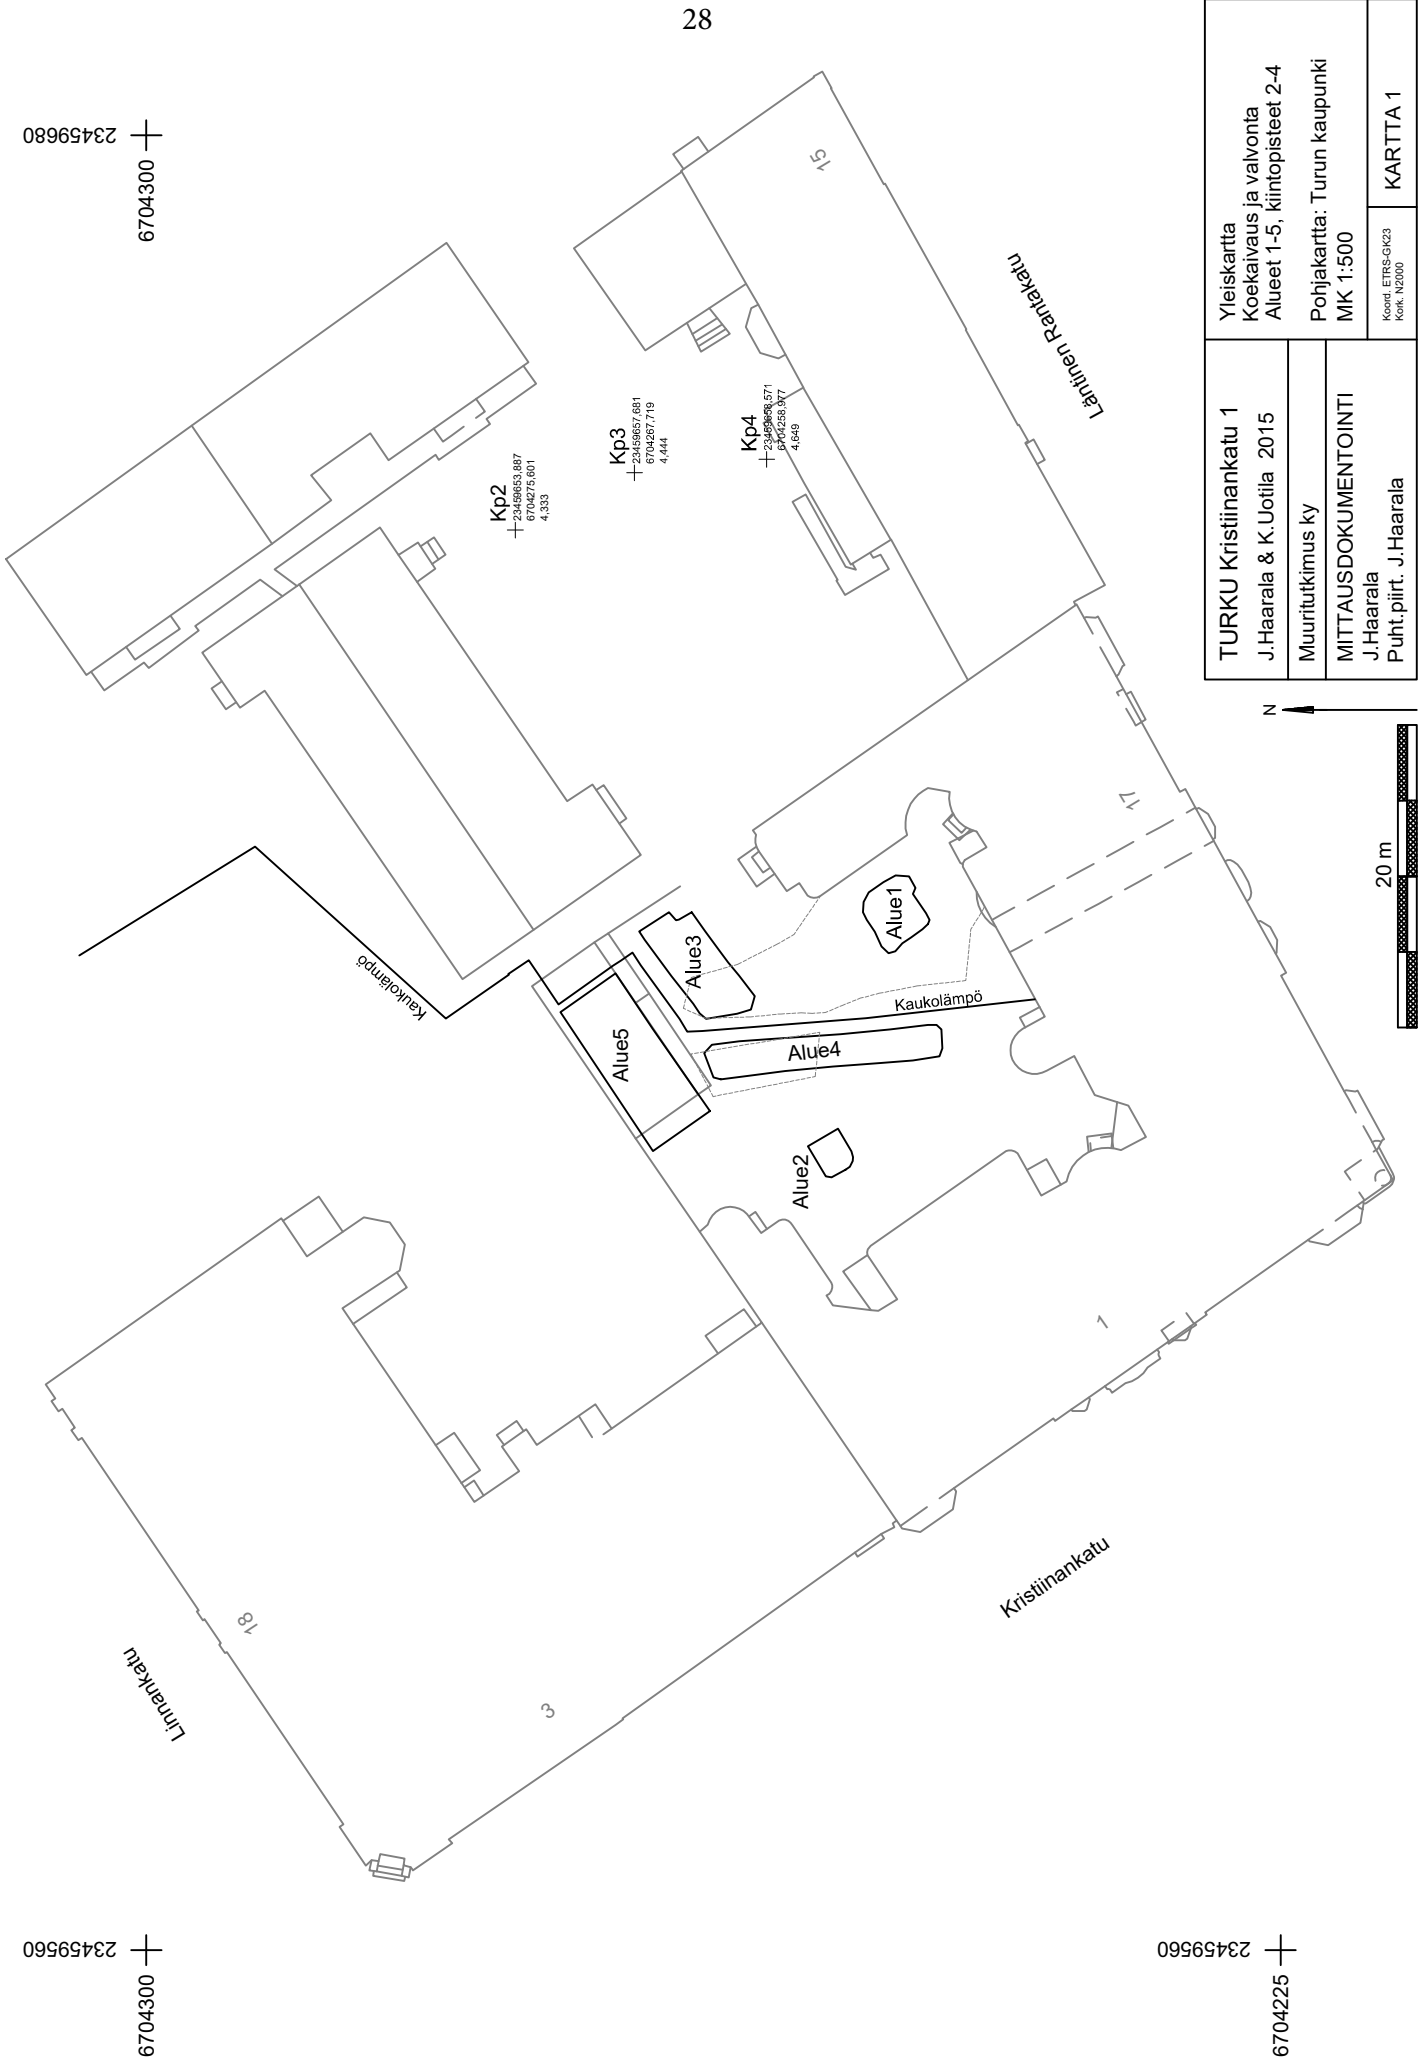 28
23459680
6704300
15
Läntinen Rantakatu
Kp2
23459653,887
6704275,601
4,333
Kp3
23459657,681
6704267,719
4,444
Kp4
23459658,571
6704258,977
4,649
17
Kaukolämpö
Alue1
Alue3
Kaukolämpö
Alue5
Alue4
Alue2
1
Kristiinankatu
18
Linnankatu
3
23459560
6704300
23459560
6704225
N
20 m
TURKU Kristiinankatu 1
J.Haarala & K.Uotila 2015
Muuritutkimus ky
MITTAUSDOKUMENTOINTI
J.Haarala
Puht.piirt. J.Haarala
Yleiskartta
Koekaivaus ja valvonta
Alueet 1-5, kiintopisteet 2-4
Pohjakartta: Turun kaupunki
MK 1:500
Koord. ETRS-GK23
Kork. N2000
KARTTA 1